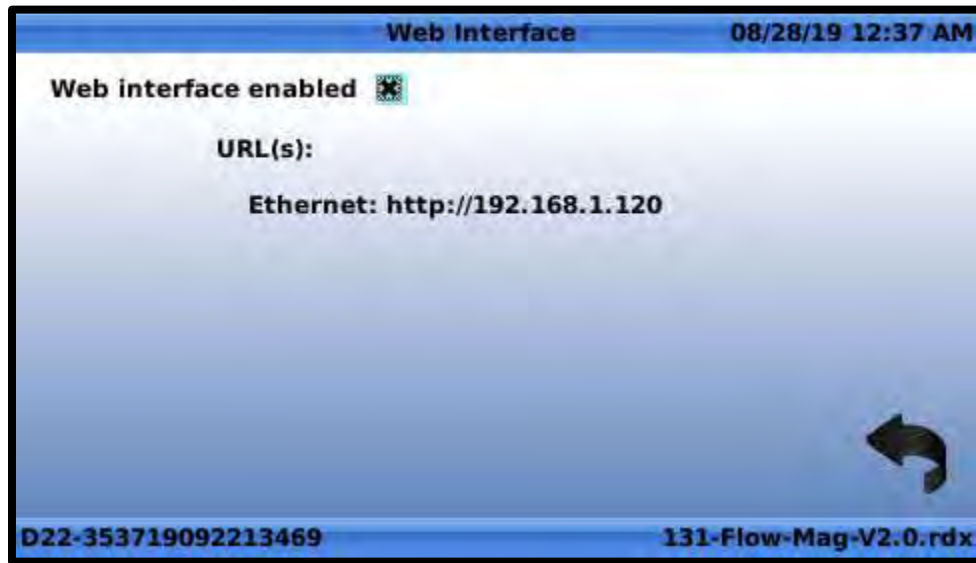 Web Interface 08/28/19 12:37 AM
Web interface enabled
URL(s):
Ethernet: http://192.168.1.120
D22-353719092213469 131-Flow-Mag-V2.0.rdx